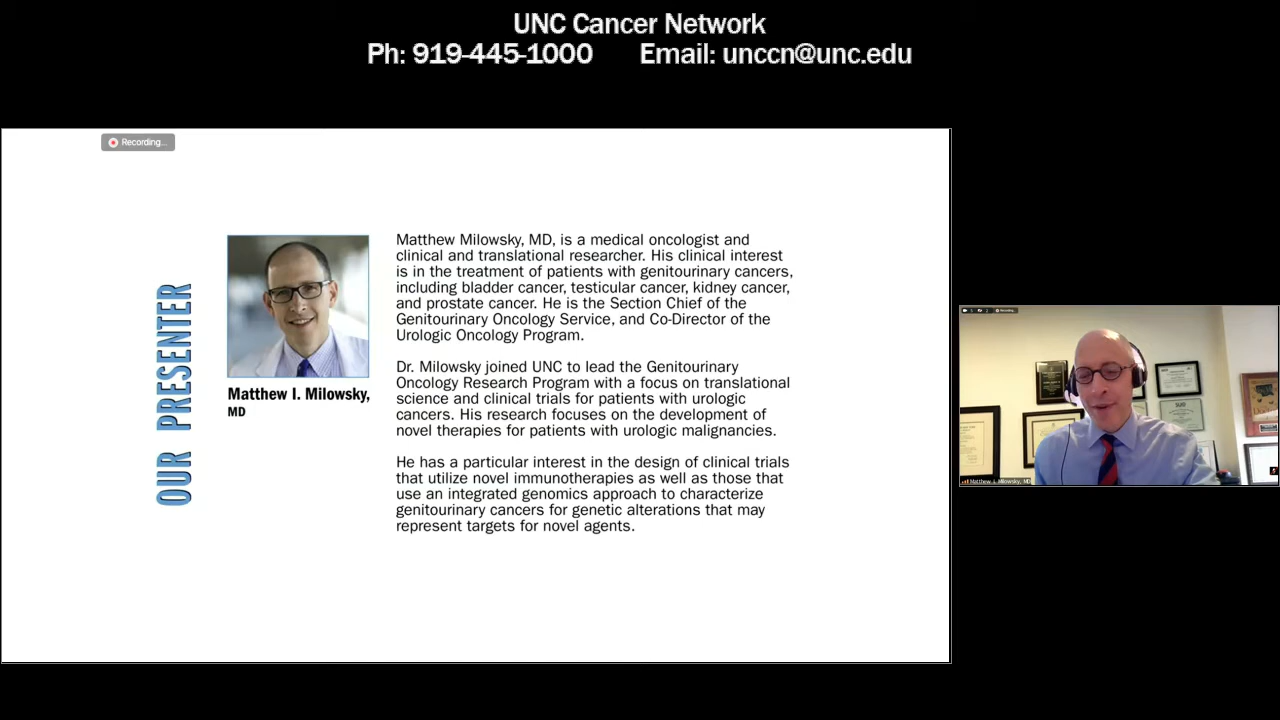 UNC Cancer Network
Ph: 919-445-1000 Email: unccn@unc.edu
Recording...
OUR PRESENTER
Matthew I. Milowsky,
MD
Matthew Milowsky, MD, is a medical oncologist and
clinical and translational researcher. His clinical interest
is in the treatment of patients with genitourinary cancers,
including bladder cancer, testicular cancer, kidney cancer,
and prostate cancer. He is the Section Chief of the
Genitourinary Oncology Service, and Co-Director of the
Urologic Oncology Program.
Dr. Milowsky joined UNC to lead the Genitourinary
Oncology Research Program with a focus on translational
science and clinical trials for patients with urologic
cancers. His research focuses on the development of
novel therapies for patients with urologic malignancies.
He has a particular interest in the design of clinical trials
that utilize novel immunotherapies as well as those that
use an integrated genomics approach to characterize
genitourinary cancers for genetic alterations that may
represent targets for novel agents.
Recording...
Matthew I. Milowsky, MD